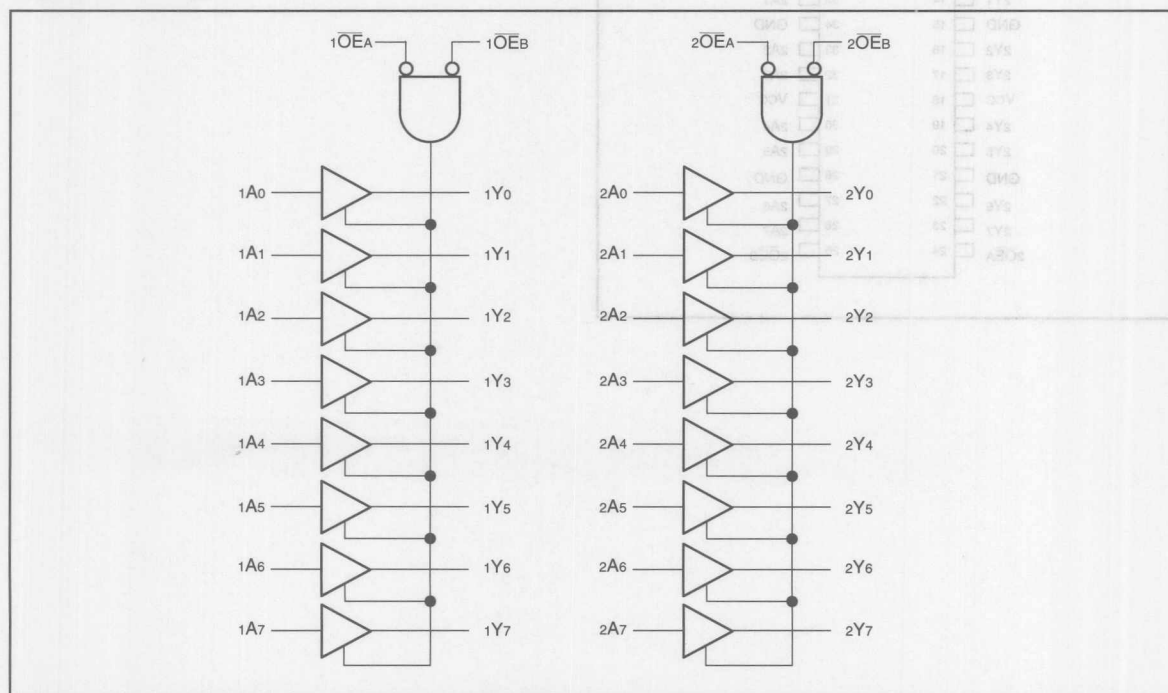 1OEA 1OEB 2OEA 2OEB
1A0 1Y0 2A0 2Y0
1A1 1Y1 2A1 2Y1
1A2 1Y2 2A2 2Y2
1A3 1Y3 2A3 2Y3
1A4 1Y4 2A4 2Y4
1A5 1Y5 2A5 2Y5
1A6 1Y6 2A6 2Y6
1A7 1Y7 2A7 2Y7